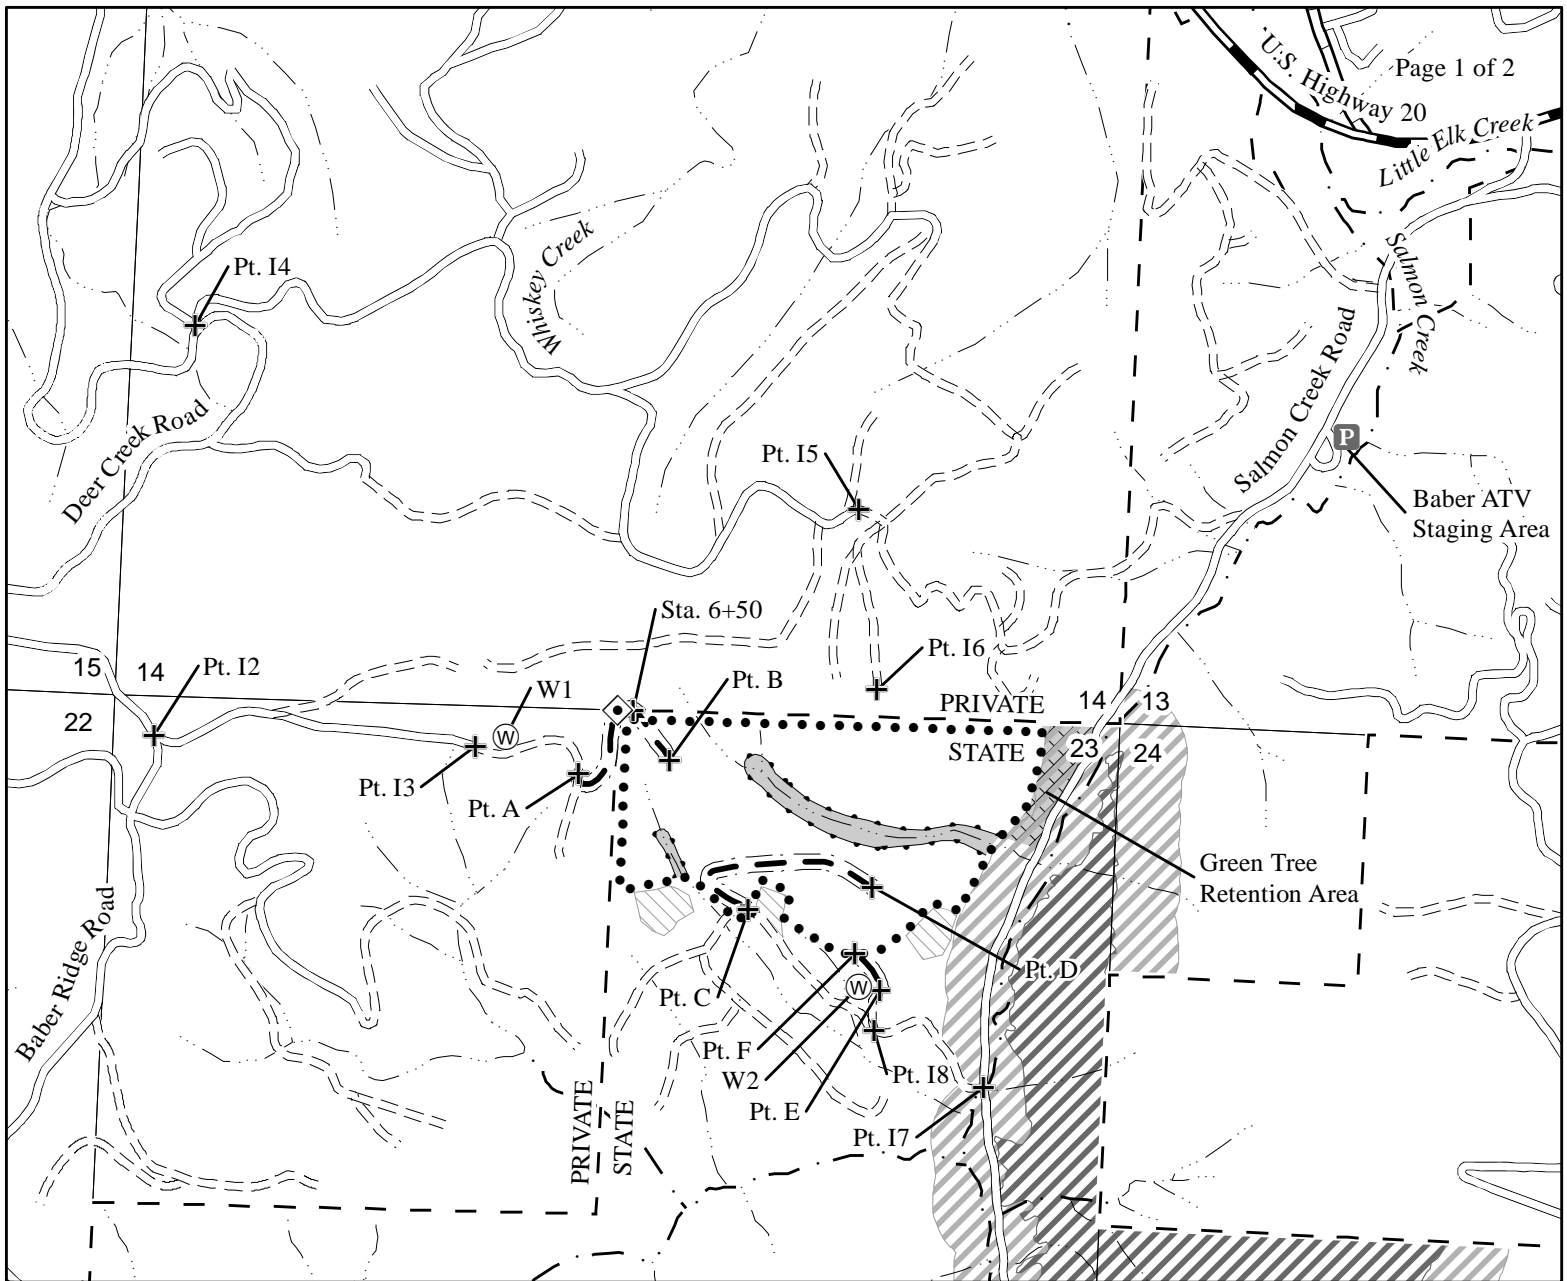 Page 1 of 2
U.S. Highway 20
Little Elk Creek
Salmon Creek
Pt. I4
Whiskey Creek
Salmon Creek Road
Deer Creek Road
P
Pt. I5
Baber ATV
Staging Area
Sta. 6+50
Pt. I6
15
14
Pt. I2
W1
Pt. B
PRIVATE
14
13
22
W
STATE
23
24
Pt. I3
Pt. A
Green Tree
Retention Area
Baber Ridge Road
Pt. D
Pt. C
W
Pt. F
W2
Pt. I8
Pt. E
Pt. I7
PRIVATE
STATE